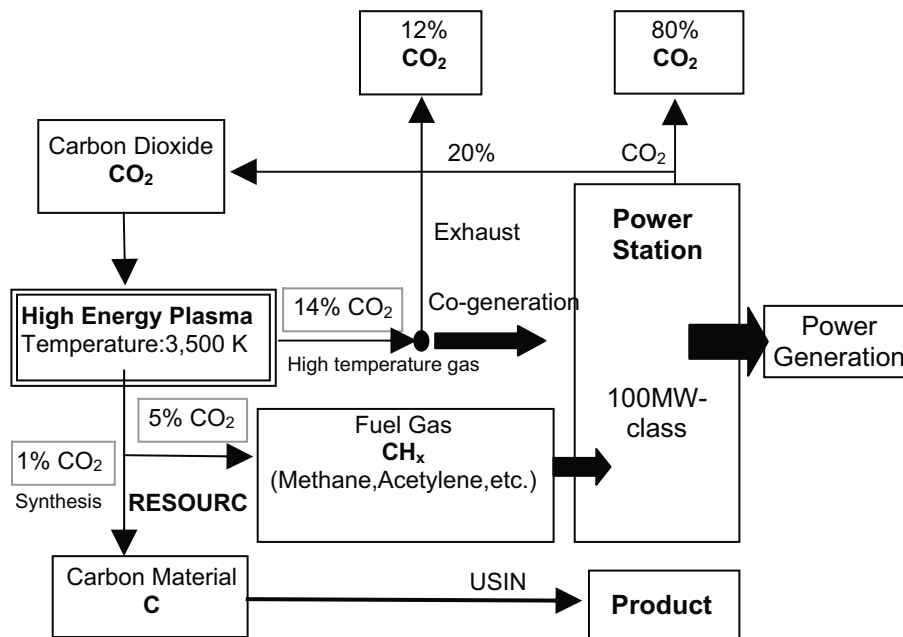 12%
CO₂
80%
CO₂
Carbon Dioxide
CO₂
20%
CO₂
Exhaust
Power
Station
High Energy Plasma
Temperature:3,500 K
14% CO₂
High temperature gas
Co-generation
Power
Generation
100MW-
class
5% CO₂
1% CO₂
Synthesis
RESOURC
Fuel Gas
CHₓ
(Methane,Acetylene,etc.)
Carbon Material
C
USIN
Product